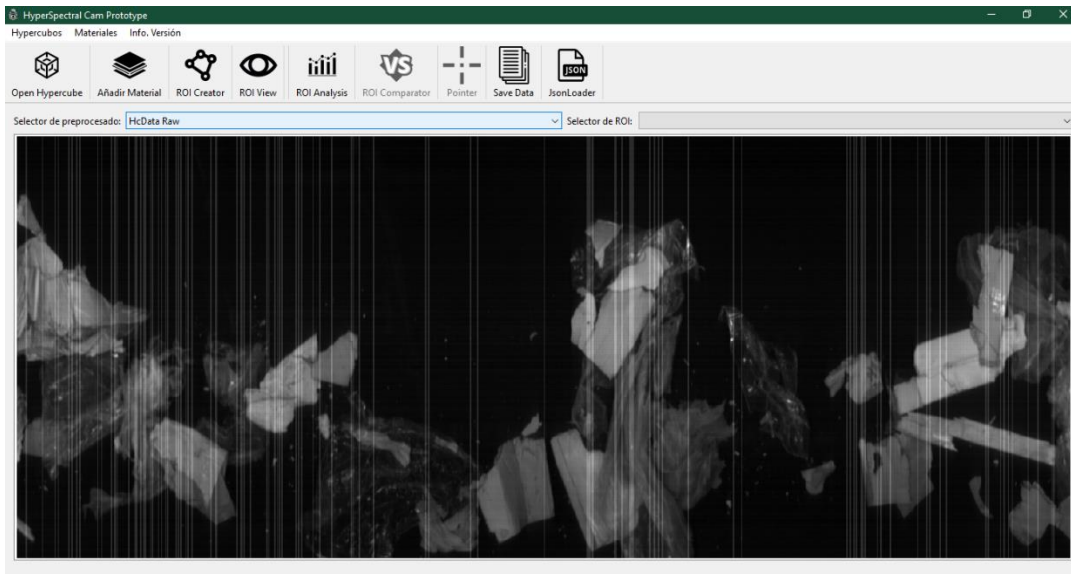 HyperSpectral Cam Prototype
Hypercubos Materiales Info. Versión
VS JSON
Open Hypercube Añadir Material ROI Creator ROI View ROI Analysis ROI Comparator Pointer Save Data JsonLoader
Selector de preprocesado: HcData Raw Selector de ROI: